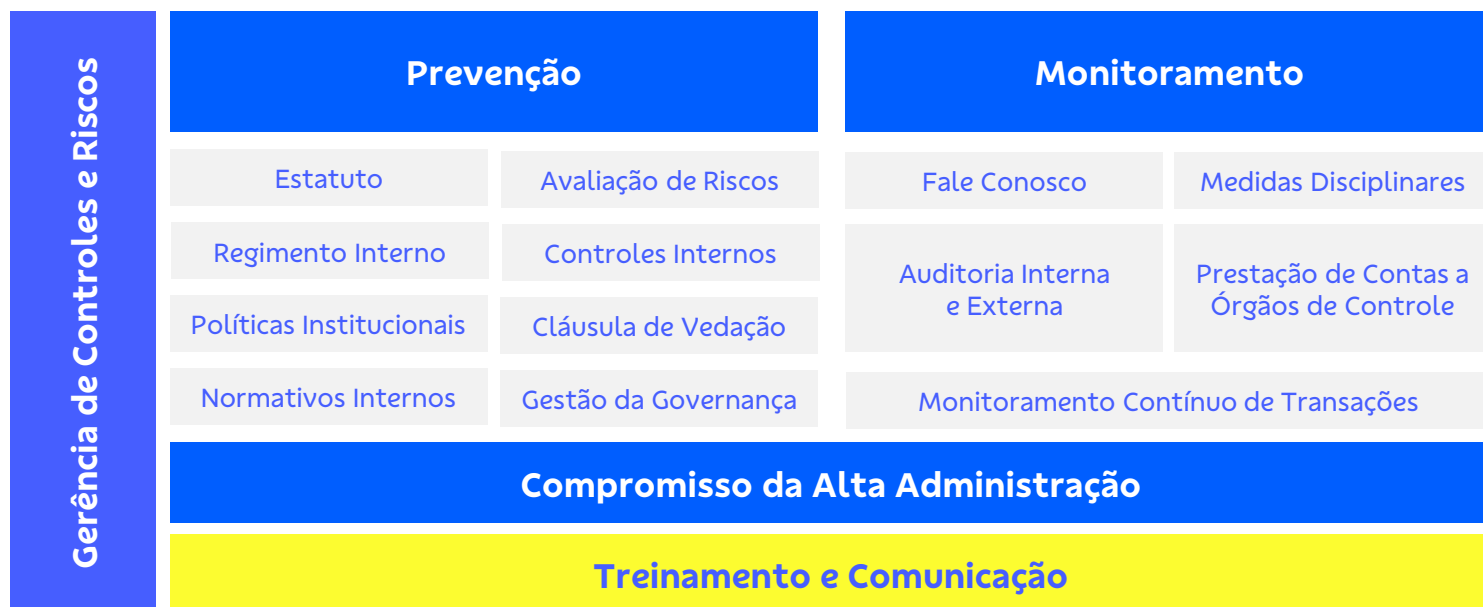 Gerência de Controles e Riscos
Prevenção
Monitoramento
Estatuto
Avaliação de Riscos
Regimento Interno
Controles Internos
Políticas Institucionais
Cláusula de Vedação
Normativos Internos
Gestão da Governança
Fale Conosco
Medidas Disciplinares
Auditoria Interna
e Externa
Prestação de Contas a
Órgãos de Controle
Monitoramento Contínuo de Transações
Compromisso da Alta Administração
Treinamento e Comunicação